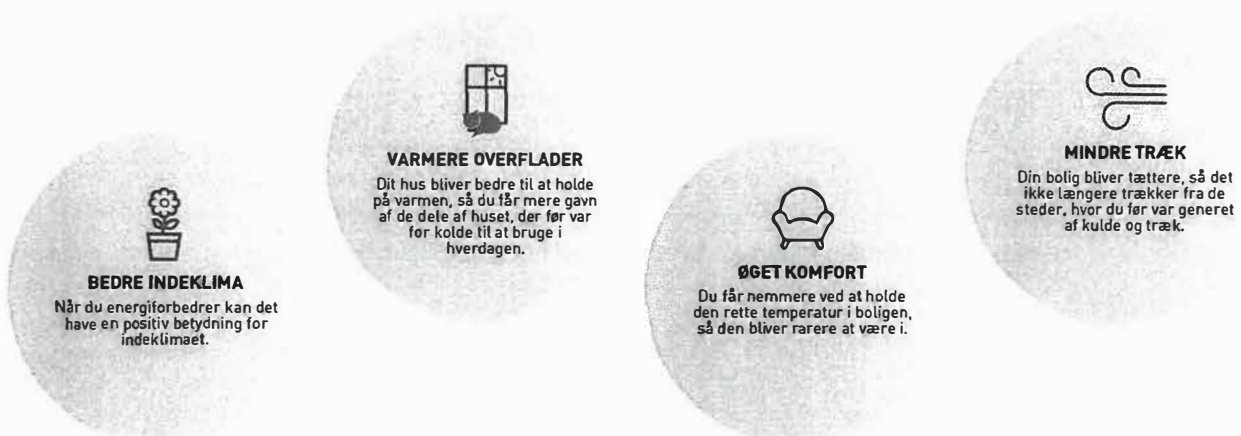 BEDRE INDEKLIMA
Når du energiforbedrer kan det
have en positiv betydning for
indeklimaet.
VARMERE OVERFLADER
Dit hus bliver bedre til at holde
på varmen, så du får mere gavn
af de dele af huset, der før var
før kolde til at bruge i
hverdagen.
ØGET KOMFORT
Du får nemmere ved at holde
den rette temperatur i boligen,
så den bliver rarere at være i.
MINDRE TRÆK
Din bolig bliver tættere, så det
ikke længere trækker fra de
steder, hvor du før var generet
af kulde og træk.